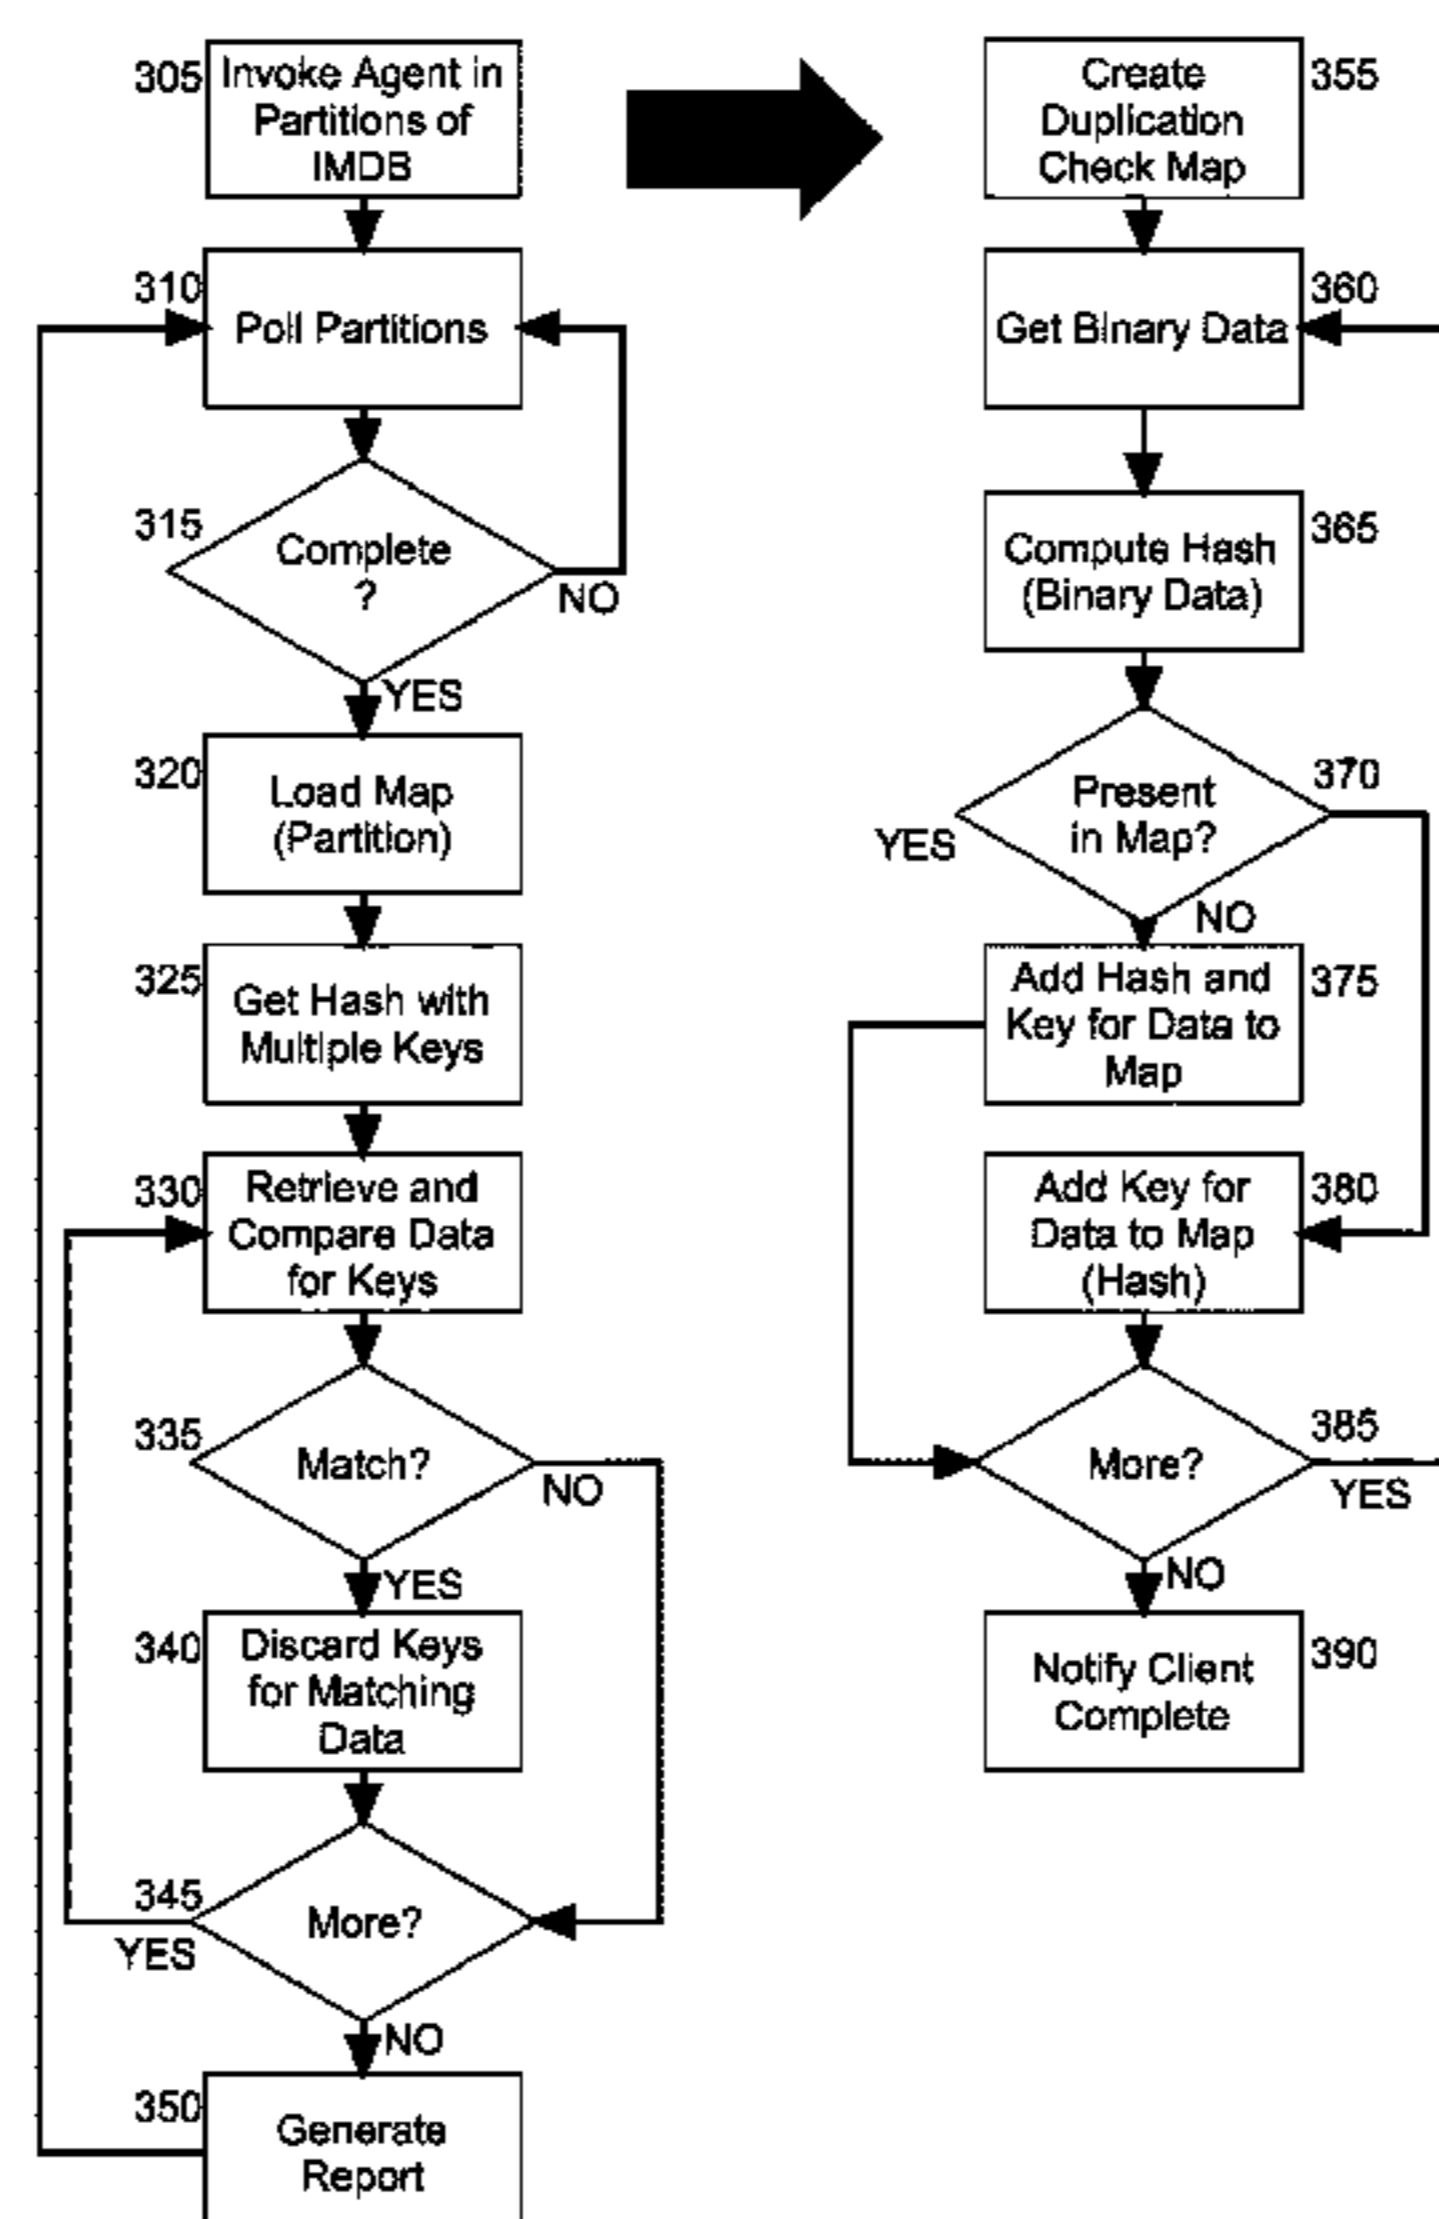 305
Invoke Agent in
Partitions of
IMDB
310
Poll Partitions
315
Complete
?
NO
YES
320
Load Map
(Partition)
325
Get Hash with
Multiple Keys
330
Retrieve and
Compare Data
for Keys
335
Match?
NO
YES
340
Discard Keys
for Matching
Data
345
More?
YES
NO
350
Generate
Report
Create
Duplication
Check Map
355
Get Binary Data
360
Compute Hash
(Binary Data)
365
Present
in Map?
370
YES
NO
Add Hash and
Key for Data to
Map
375
Add Key for
Data to Map
(Hash)
380
More?
385
YES
NO
Notify Client
Complete
390